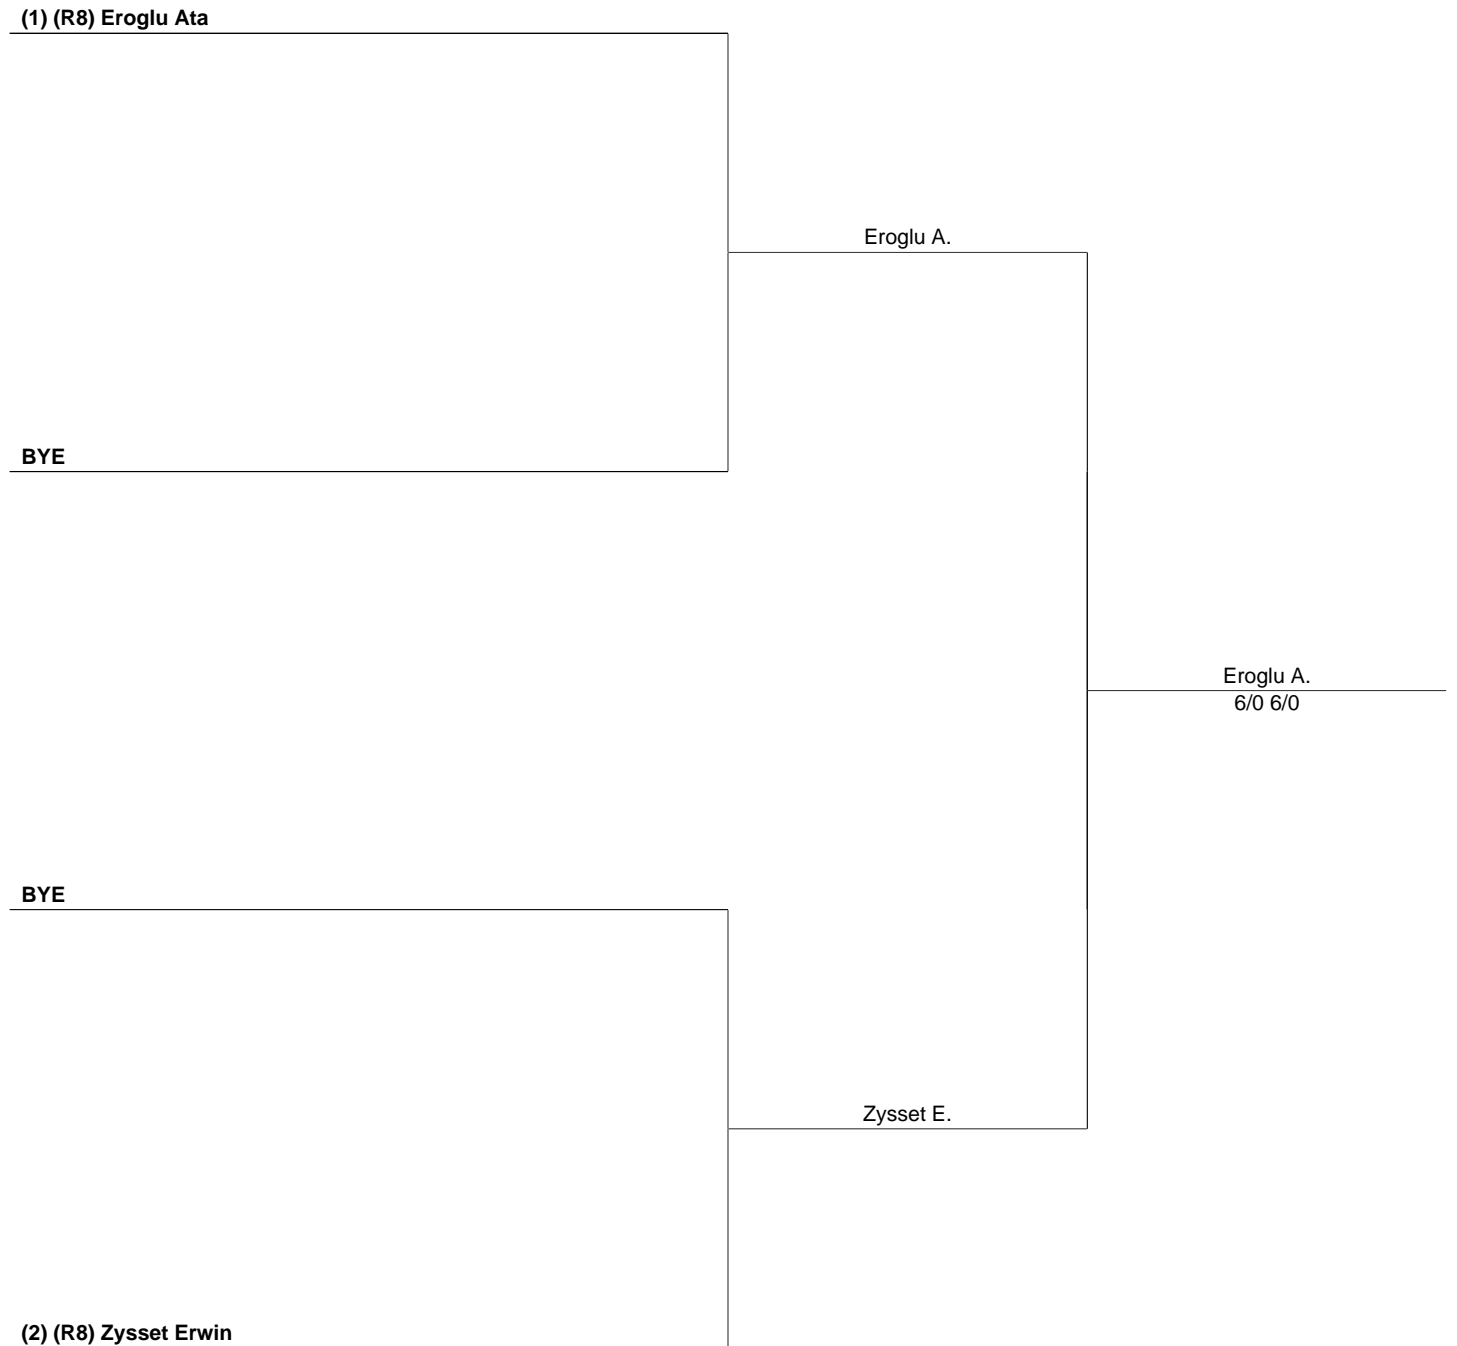 (1) (R8) Eroglu Ata
Eroglu A.
BYE
Eroglu A.
6/0 6/0
BYE
Zysset E.
(2) (R8) Zysset Erwin